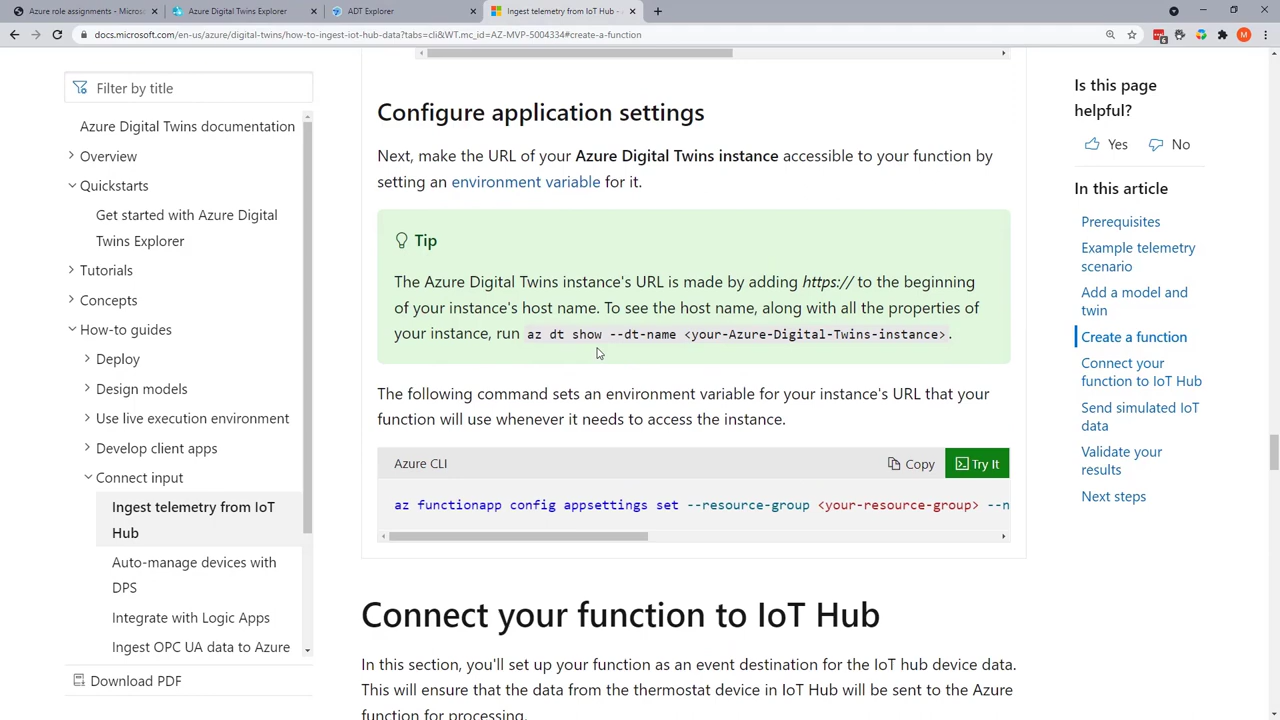 Azure role assignments - Microsof
Azure Digital Twins Explorer
ADT Explorer
Ingest telemetry from IoT Hub -
docs.microsoft.com/en-us/azure/digital-twins/how-to-ingest-iot-hub-data?tabs=cli&WT.mc_id=AZ-MVP-5004334#create-a-function
6
M
Filter by title
Azure Digital Twins documentation
Overview
Quickstarts
Get started with Azure Digital
Twins Explorer
Tutorials
Concepts
How-to guides
Deploy
Design models
Use live execution environment
Develop client apps
Connect input
Ingest telemetry from IoT
Hub
Auto-manage devices with
DPS
Integrate with Logic Apps
Ingest OPC UA data to Azure
Download PDF
Configure application settings
Next, make the URL of your Azure Digital Twins instance accessible to your function by
setting an environment variable for it.
Tip
The Azure Digital Twins instance's URL is made by adding https:// to the beginning
of your instance's host name. To see the host name, along with all the properties of
your instance, run az dt show --dt-name <your-Azure-Digital-Twins-instance>.
The following command sets an environment variable for your instance's URL that your
function will use whenever it needs to access the instance.
Azure CLI
Copy
Try It
az functionapp config appsettings set --resource-group <your-resource-group> --n
Connect your function to IoT Hub
In this section, you'll set up your function as an event destination for the IoT hub device data.
This will ensure that the data from the thermostat device in IoT Hub will be sent to the Azure
function for processing.
Is this page
helpful?
Yes
No
In this article
Prerequisites
Example telemetry
scenario
Add a model and
twin
Create a function
Connect your
function to IoT Hub
Send simulated IoT
data
Validate your
results
Next steps